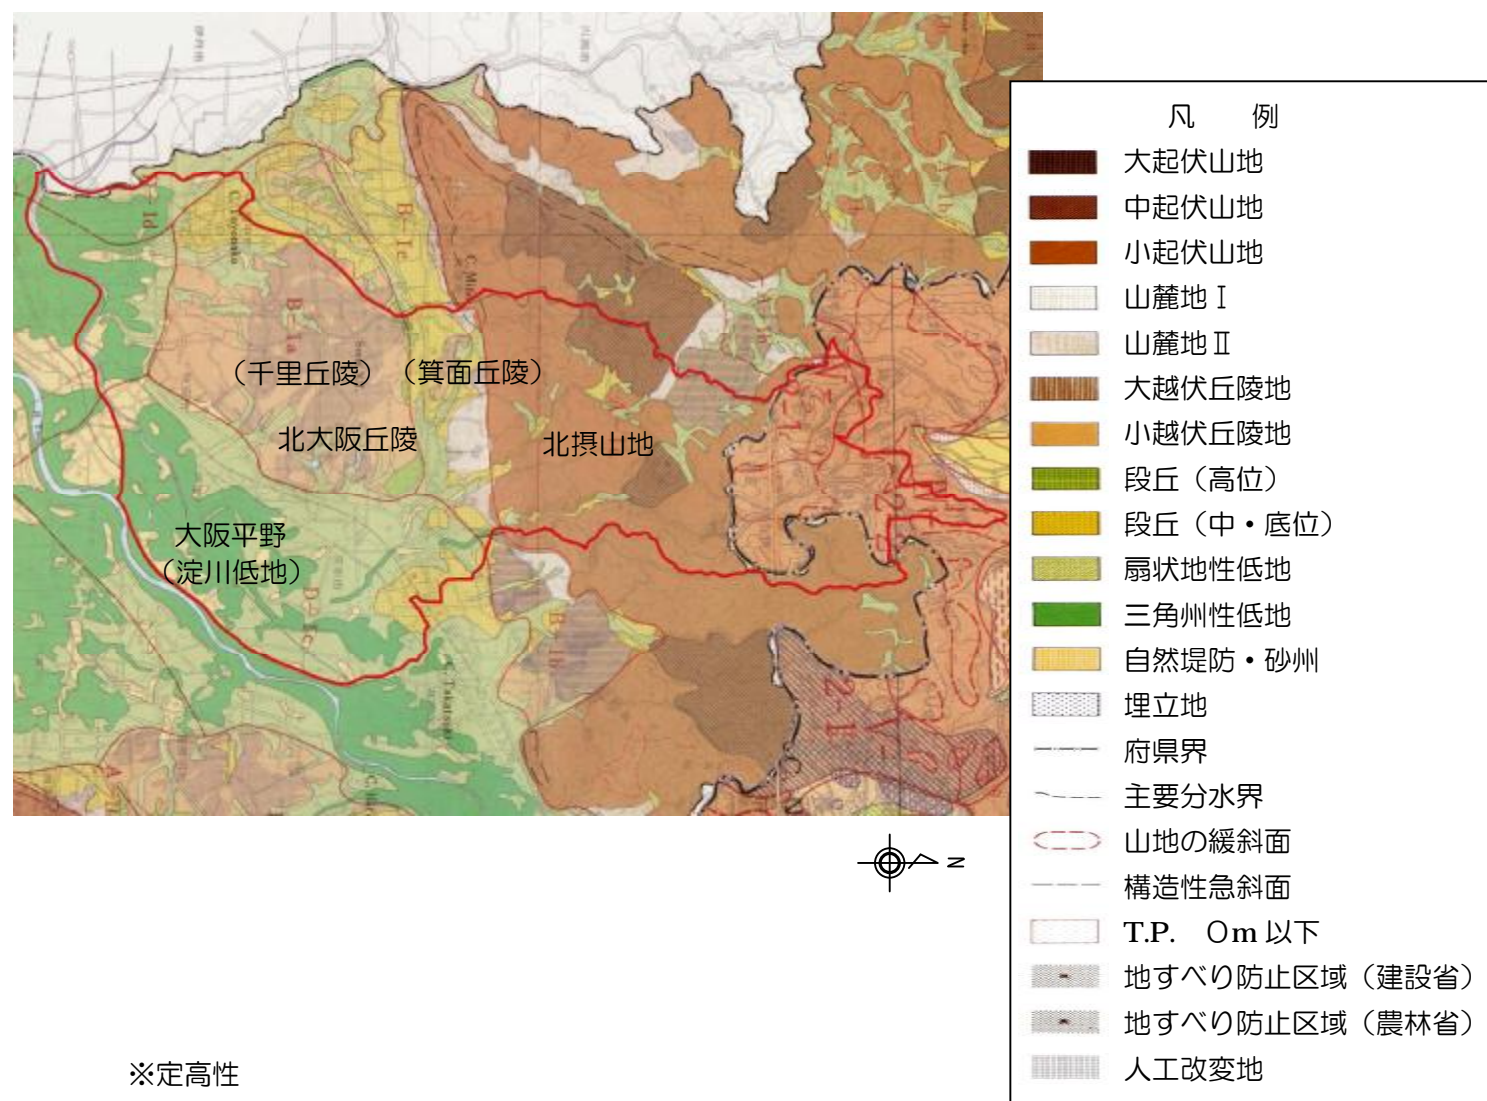 凡 例
大起伏山地
中起伏山地
小起伏山地
山麓地Ⅰ
山麓地Ⅱ
大越伏丘陵地
小越伏丘陵地
段丘（高位）
段丘（中・底位）
扇状地性低地
三角州性低地
自然堤防・砂州
埋立地
府県界
主要分水界
山地の緩斜面
構造性急斜面
T.P. 0m 以下
地すべり防止区域（建設省）
地すべり防止区域（農林省）
人工改変地
（千里丘陵）
（箕面丘陵）
北大阪丘陵
北摂山地
大阪平野
（淀川低地）
B-Ia
B-Ic
B-Ib
D-Ic
C. Toyonaka
C. Takatsuki
N
※定高性